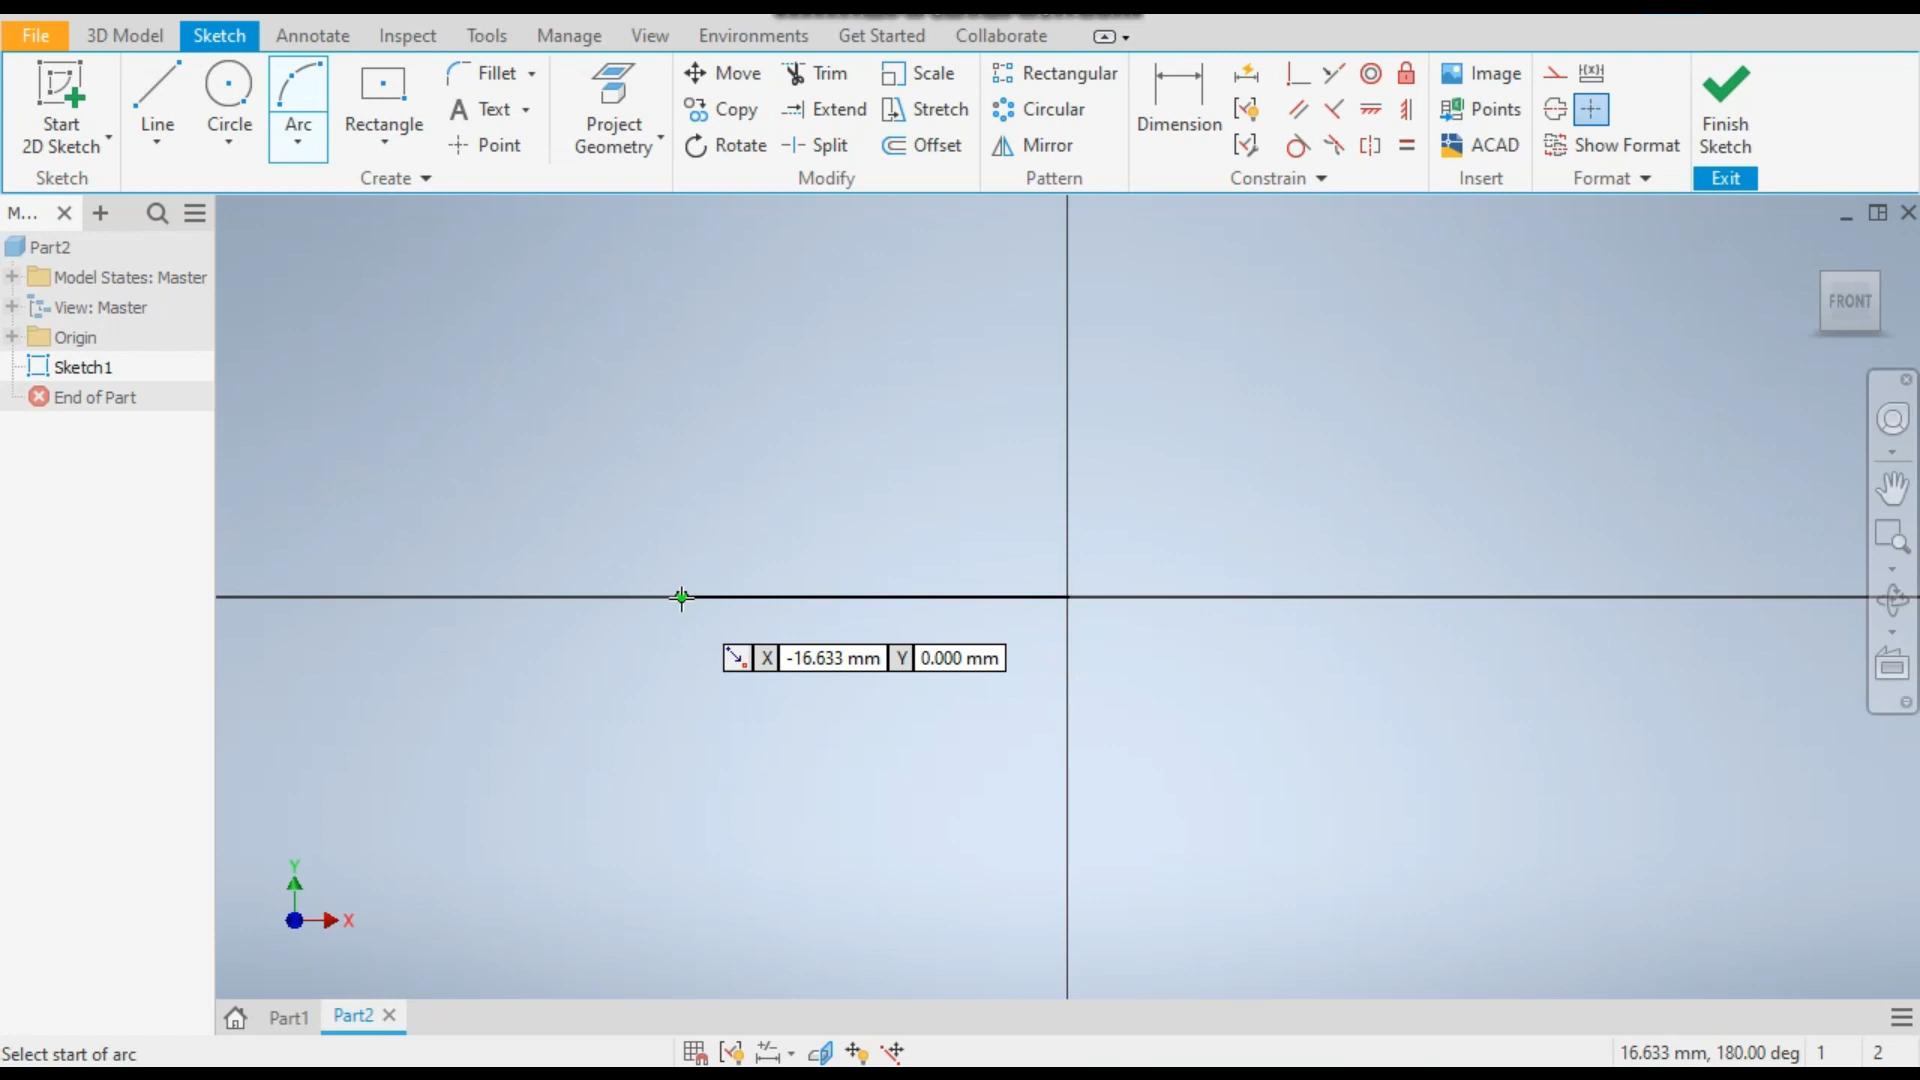 File 3D Model Sketch Annotate Inspect Tools Manage View Environments Get Started Collaborate
Start 2D Sketch
Line
Circle
Arc
Rectangle
Fillet
Text
Point
Project Geometry
Move
Copy
Rotate
Trim
Extend
Split
Scale
Stretch
Offset
Rectangular
Circular
Mirror
Dimension
Image
Points
ACAD
Show Format
Finish Sketch
Sketch Create Modify Pattern Constrain Insert Format Exit
M...
Part2
Model States: Master
View: Master
Origin
Sketch1
End of Part
FRONT
X -16.633 mm Y 0.000 mm
Y
X
Part1 Part2
Select start of arc
16.633 mm, 180.00 deg 1 2